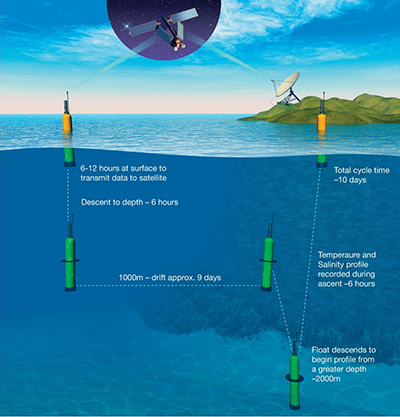 6-12 hours at surface to
transmit data to satellite
Descent to depth – 6 hours
1000m – drift approx. 9 days
Total cycle time
–10 days
Temperaure and
Salinity profile
recorded during
ascent –6 hours
Float descends to
begin profile from
a greater depth
–2000m